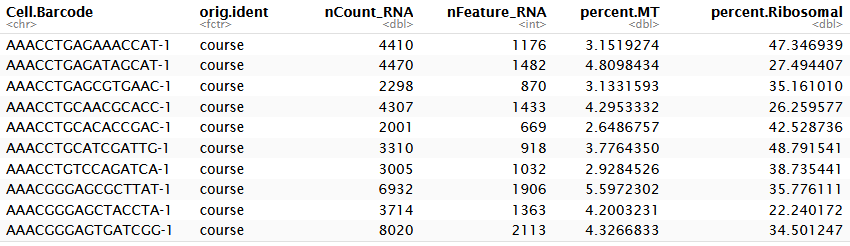 Cell.Barcode orig.ident nCount_RNA nFeature_RNA percent.MT percent.Ribosomal
<chr> <fctr> <dbl> <int> <dbl> <dbl>
AAACCTGAGAAACCAT-1 course 4410 1176 3.1519274 47.346939
AAACCTGAGATAGCAT-1 course 4470 1482 4.8098434 27.494407
AAACCTGAGCGTGAAC-1 course 2298 870 3.1331593 35.161010
AAACCTGCAACGCACC-1 course 4307 1433 4.2953332 26.259577
AAACCTGCACACCGAC-1 course 2001 669 2.6486757 42.528736
AAACCTGCATCGATTG-1 course 3310 918 3.7764350 48.791541
AAACCTGTCCAGATCA-1 course 3005 1032 2.9284526 38.735441
AAACGGGAGCGCTTAT-1 course 6932 1906 5.5972302 35.776111
AAACGGGAGCTACCTA-1 course 3714 1363 4.2003231 22.240172
AAACGGGAGTGATCGG-1 course 8020 2113 4.3266833 34.501247